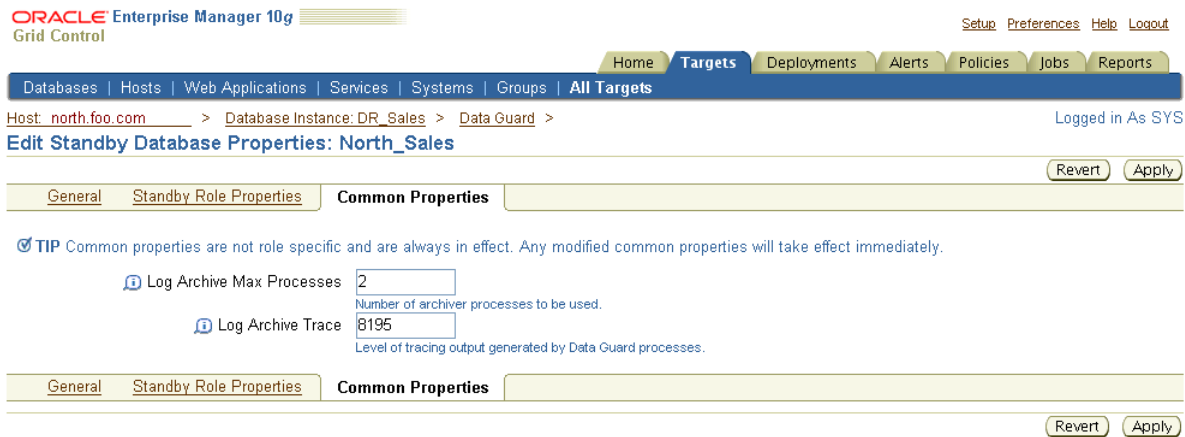 ORACLE Enterprise Manager 10g
Grid Control
Setup Preferences Help Logout
Home Targets Deployments Alerts Policies Jobs Reports
Databases | Hosts | Web Applications | Services | Systems | Groups | All Targets
Host: north.foo.com > Database Instance: DR_Sales > Data Guard >
Logged in As SYS
Edit Standby Database Properties: North_Sales
Revert Apply
General Standby Role Properties Common Properties
TIP Common properties are not role specific and are always in effect. Any modified common properties will take effect immediately.
Log Archive Max Processes 2
Number of archiver processes to be used.
Log Archive Trace 8195
Level of tracing output generated by Data Guard processes.
General Standby Role Properties Common Properties
Revert Apply